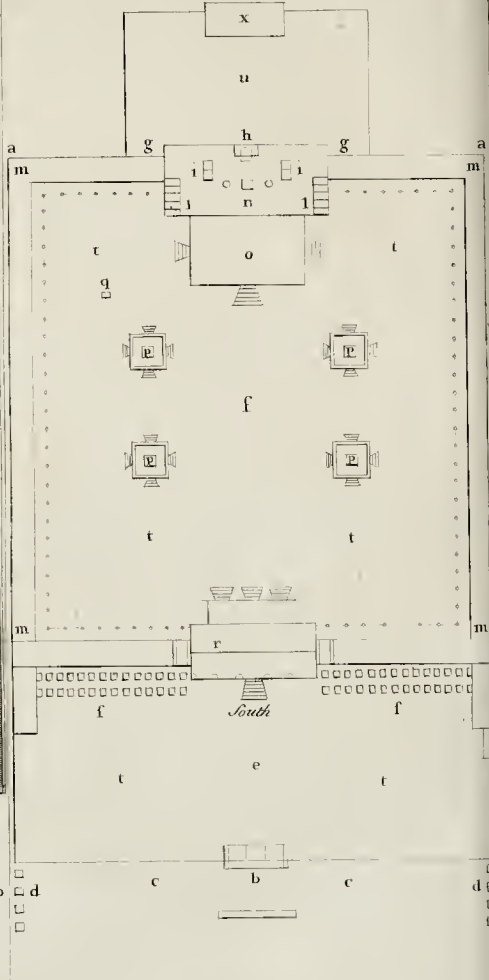 x
u
a g h g a
m i i m
l n l
t o t
q
P P
f
P P
t t
m r m
ſ South ſ
t e t
d c b c d